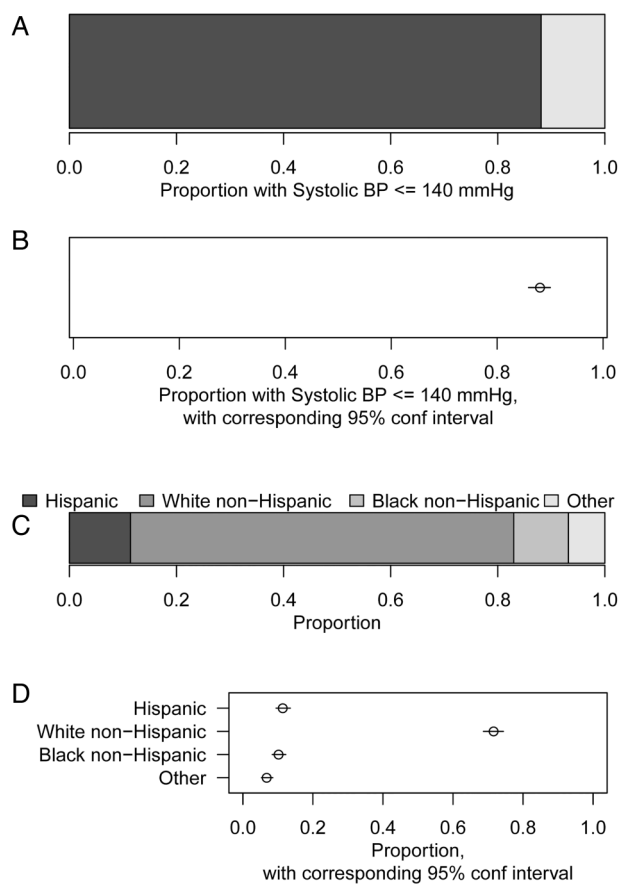 A
0.0 0.2 0.4 0.6 0.8 1.0
Proportion with Systolic BP <= 140 mmHg
B
0.0 0.2 0.4 0.6 0.8 1.0
Proportion with Systolic BP <= 140 mmHg,
with corresponding 95% conf interval
Hispanic White non−Hispanic Black non−Hispanic Other
C
0.0 0.2 0.4 0.6 0.8 1.0
Proportion
D
Hispanic
White non−Hispanic
Black non−Hispanic
Other
0.0 0.2 0.4 0.6 0.8 1.0
Proportion,
with corresponding 95% conf interval